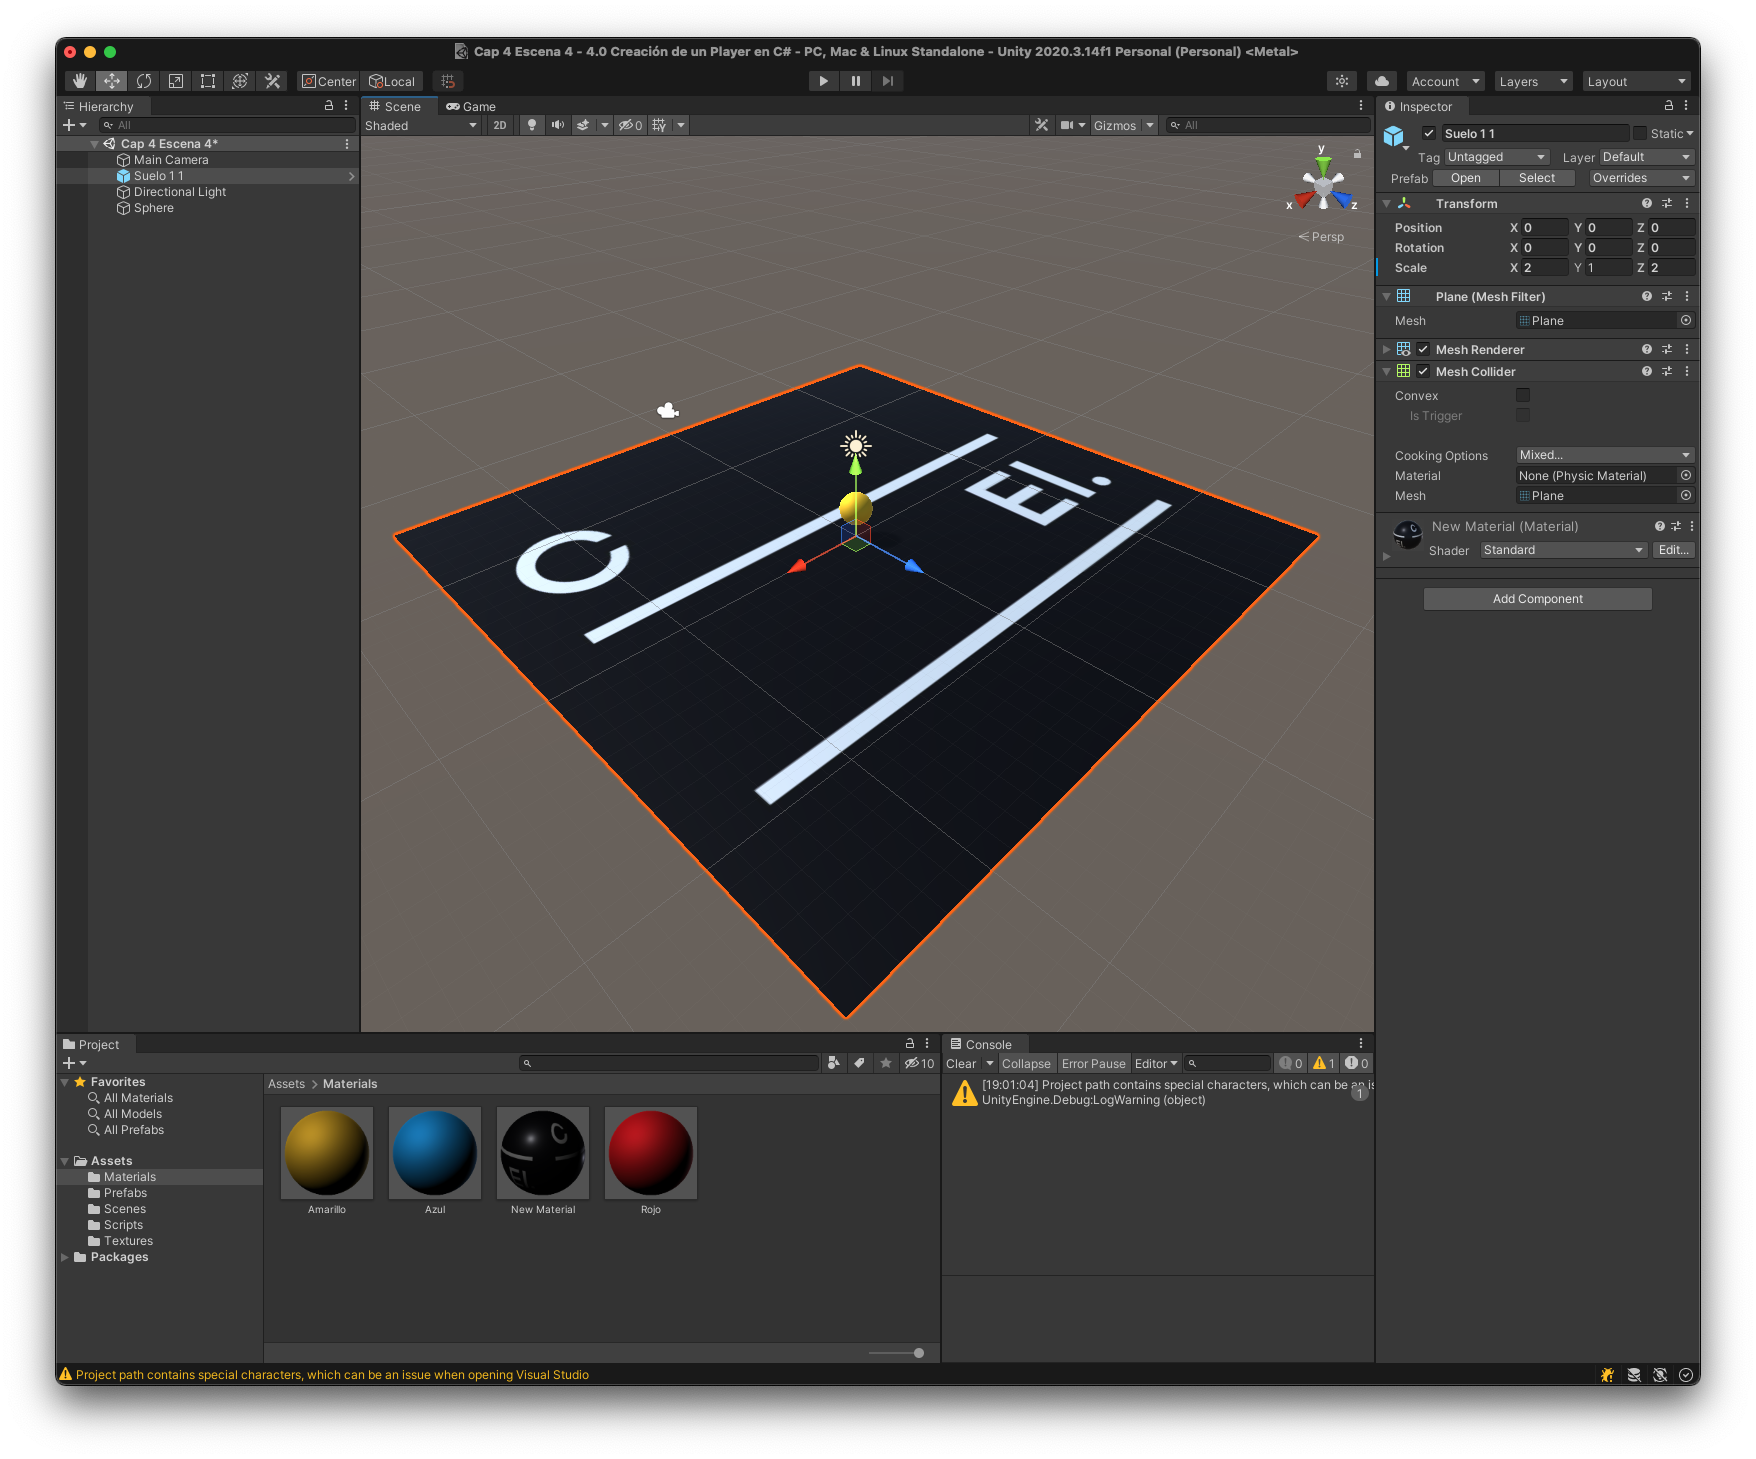 Cap 4 Escena 4 - 4.0 Creación de un Player en C# - PC, Mac & Linux Standalone - Unity 2020.3.14f1 Personal (Personal) <Metal>
Center Local
Account Layers Layout
Hierarchy
All
Cap 4 Escena 4*
Main Camera
Suelo 1 1
Directional Light
Sphere
Scene Game
Shaded 2D 0 Gizmos All
y
x z
Persp
C
El.
Inspector
Suelo 1 1 Static
Tag Untagged Layer Default
Prefab Open Select Overrides
Transform
Position X 0 Y 0 Z 0
Rotation X 0 Y 0 Z 0
Scale X 2 Y 1 Z 2
Plane (Mesh Filter)
Mesh Plane
Mesh Renderer
Mesh Collider
Convex
Is Trigger
Cooking Options Mixed...
Material None (Physic Material)
Mesh Plane
New Material (Material)
Shader Standard Edit...
Add Component
Project
10
Favorites
All Materials
All Models
All Prefabs
Assets
Materials
Prefabs
Scenes
Scripts
Textures
Packages
Assets > Materials
Amarillo Azul New Material Rojo
Console
Clear Collapse Error Pause Editor 0 1 0
[19:01:04] Project path contains special characters, which can be an is
UnityEngine.Debug:LogWarning (object)
1
Project path contains special characters, which can be an issue when opening Visual Studio